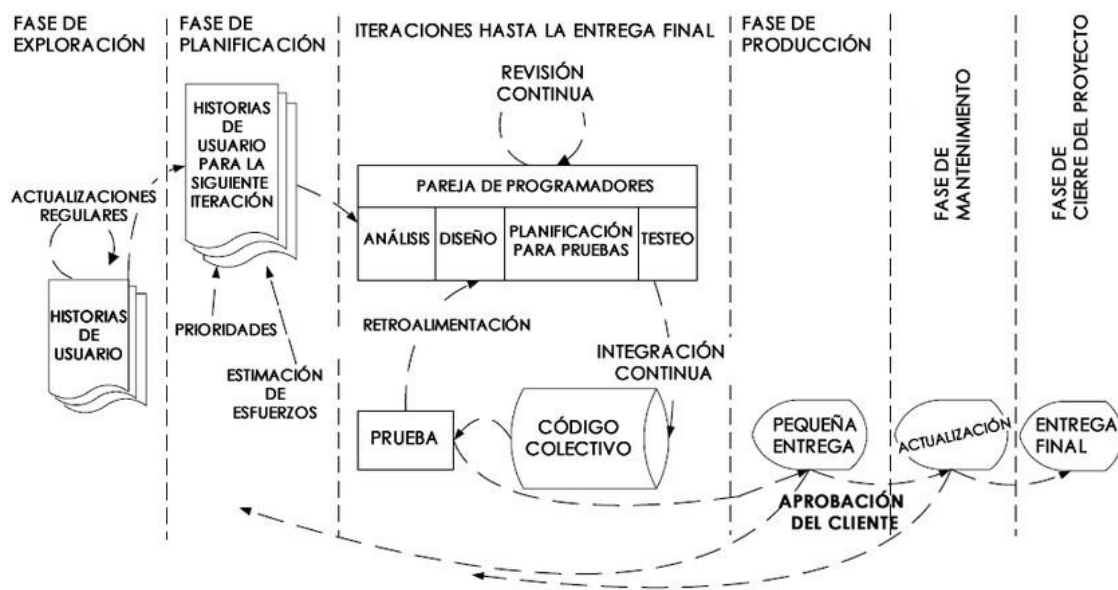 FASE DE
EXPLORACIÓN
FASE DE
PLANIFICACIÓN
ITERACIONES HASTA LA ENTREGA FINAL
FASE DE
PRODUCCIÓN
FASE DE
MANTENIMIENTO
FASE DE
CIERRE DEL PROYECTO
ACTUALIZACIONES
REGULARES
HISTORIAS
DE
USUARIO
HISTORIAS
DE
USUARIO
PARA LA
SIGUIENTE
ITERACIÓN
PRIORIDADES
ESTIMACIÓN
DE
ESFUERZOS
REVISIÓN
CONTINUA
PAREJA DE PROGRAMADORES
ANÁLISIS
DISEÑO
PLANIFICACIÓN
PARA PRUEBAS
TESTEO
RETROALIMENTACIÓN
INTEGRACIÓN
CONTINUA
PRUEBA
CÓDIGO
COLECTIVO
PEQUEÑA
ENTREGA
ACTUALIZACIÓN
ENTREGA
FINAL
APROBACIÓN
DEL CLIENTE